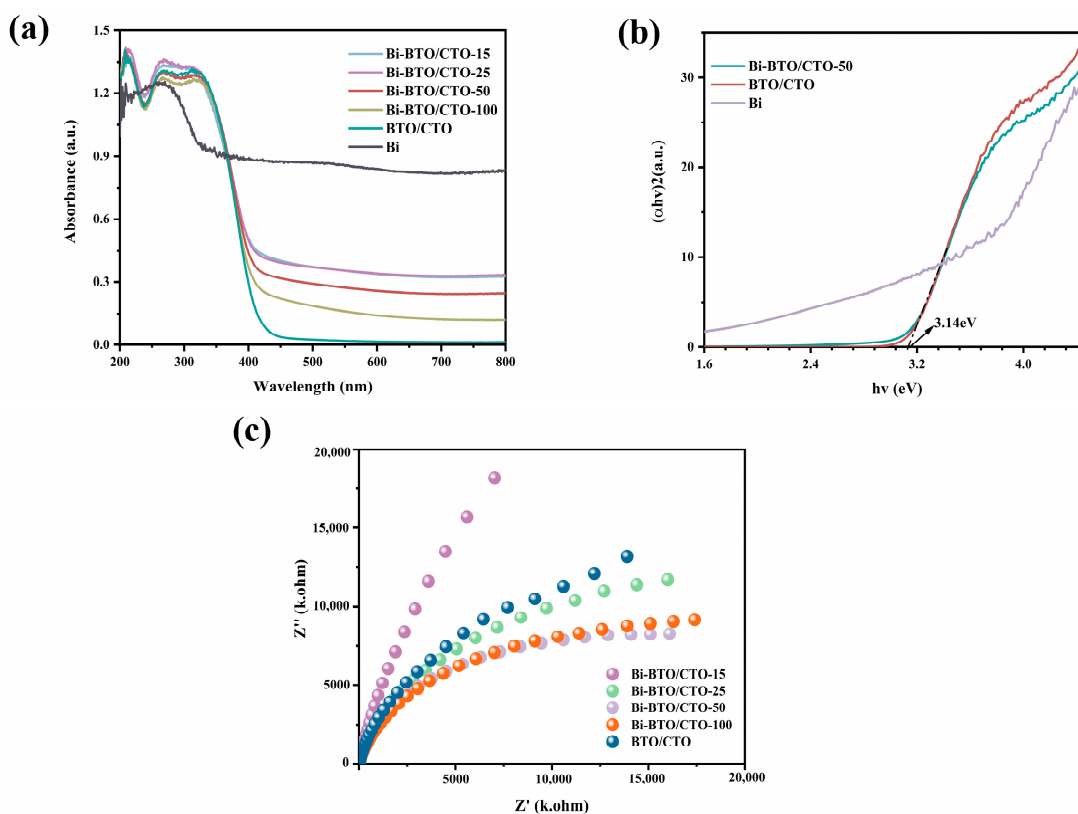 (a)
Absorbance (a.u.)
1.5
1.2
0.9
0.6
0.3
0.0
200
300
400
500
600
700
800
Wavelength (nm)
Bi-BTO/CTO-15
Bi-BTO/CTO-25
Bi-BTO/CTO-50
Bi-BTO/CTO-100
BTO/CTO
Bi
(b)
(αhv)2(a.u.)
30
20
10
0
1.6
2.4
3.2
4.0
hv (eV)
Bi-BTO/CTO-50
BTO/CTO
Bi
3.14eV
(c)
Z'' (k.ohm)
20,000
15,000
10,000
5000
0
5000
10,000
15,000
20,000
Z' (k.ohm)
Bi-BTO/CTO-15
Bi-BTO/CTO-25
Bi-BTO/CTO-50
Bi-BTO/CTO-100
BTO/CTO